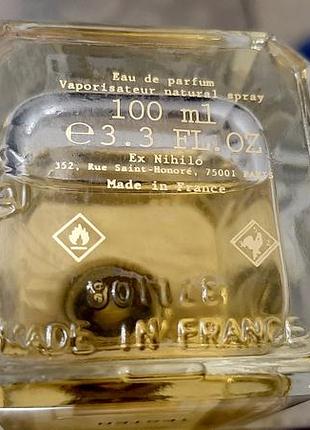 Eau de parfum
Vaporisateur natural spray
100 ml
℮ 3.3 FL.OZ
Ex Nihilo
352, Rue Saint-Honoré, 75001 PARIS
Made in France
BOTTLE
MADE IN FRANCE